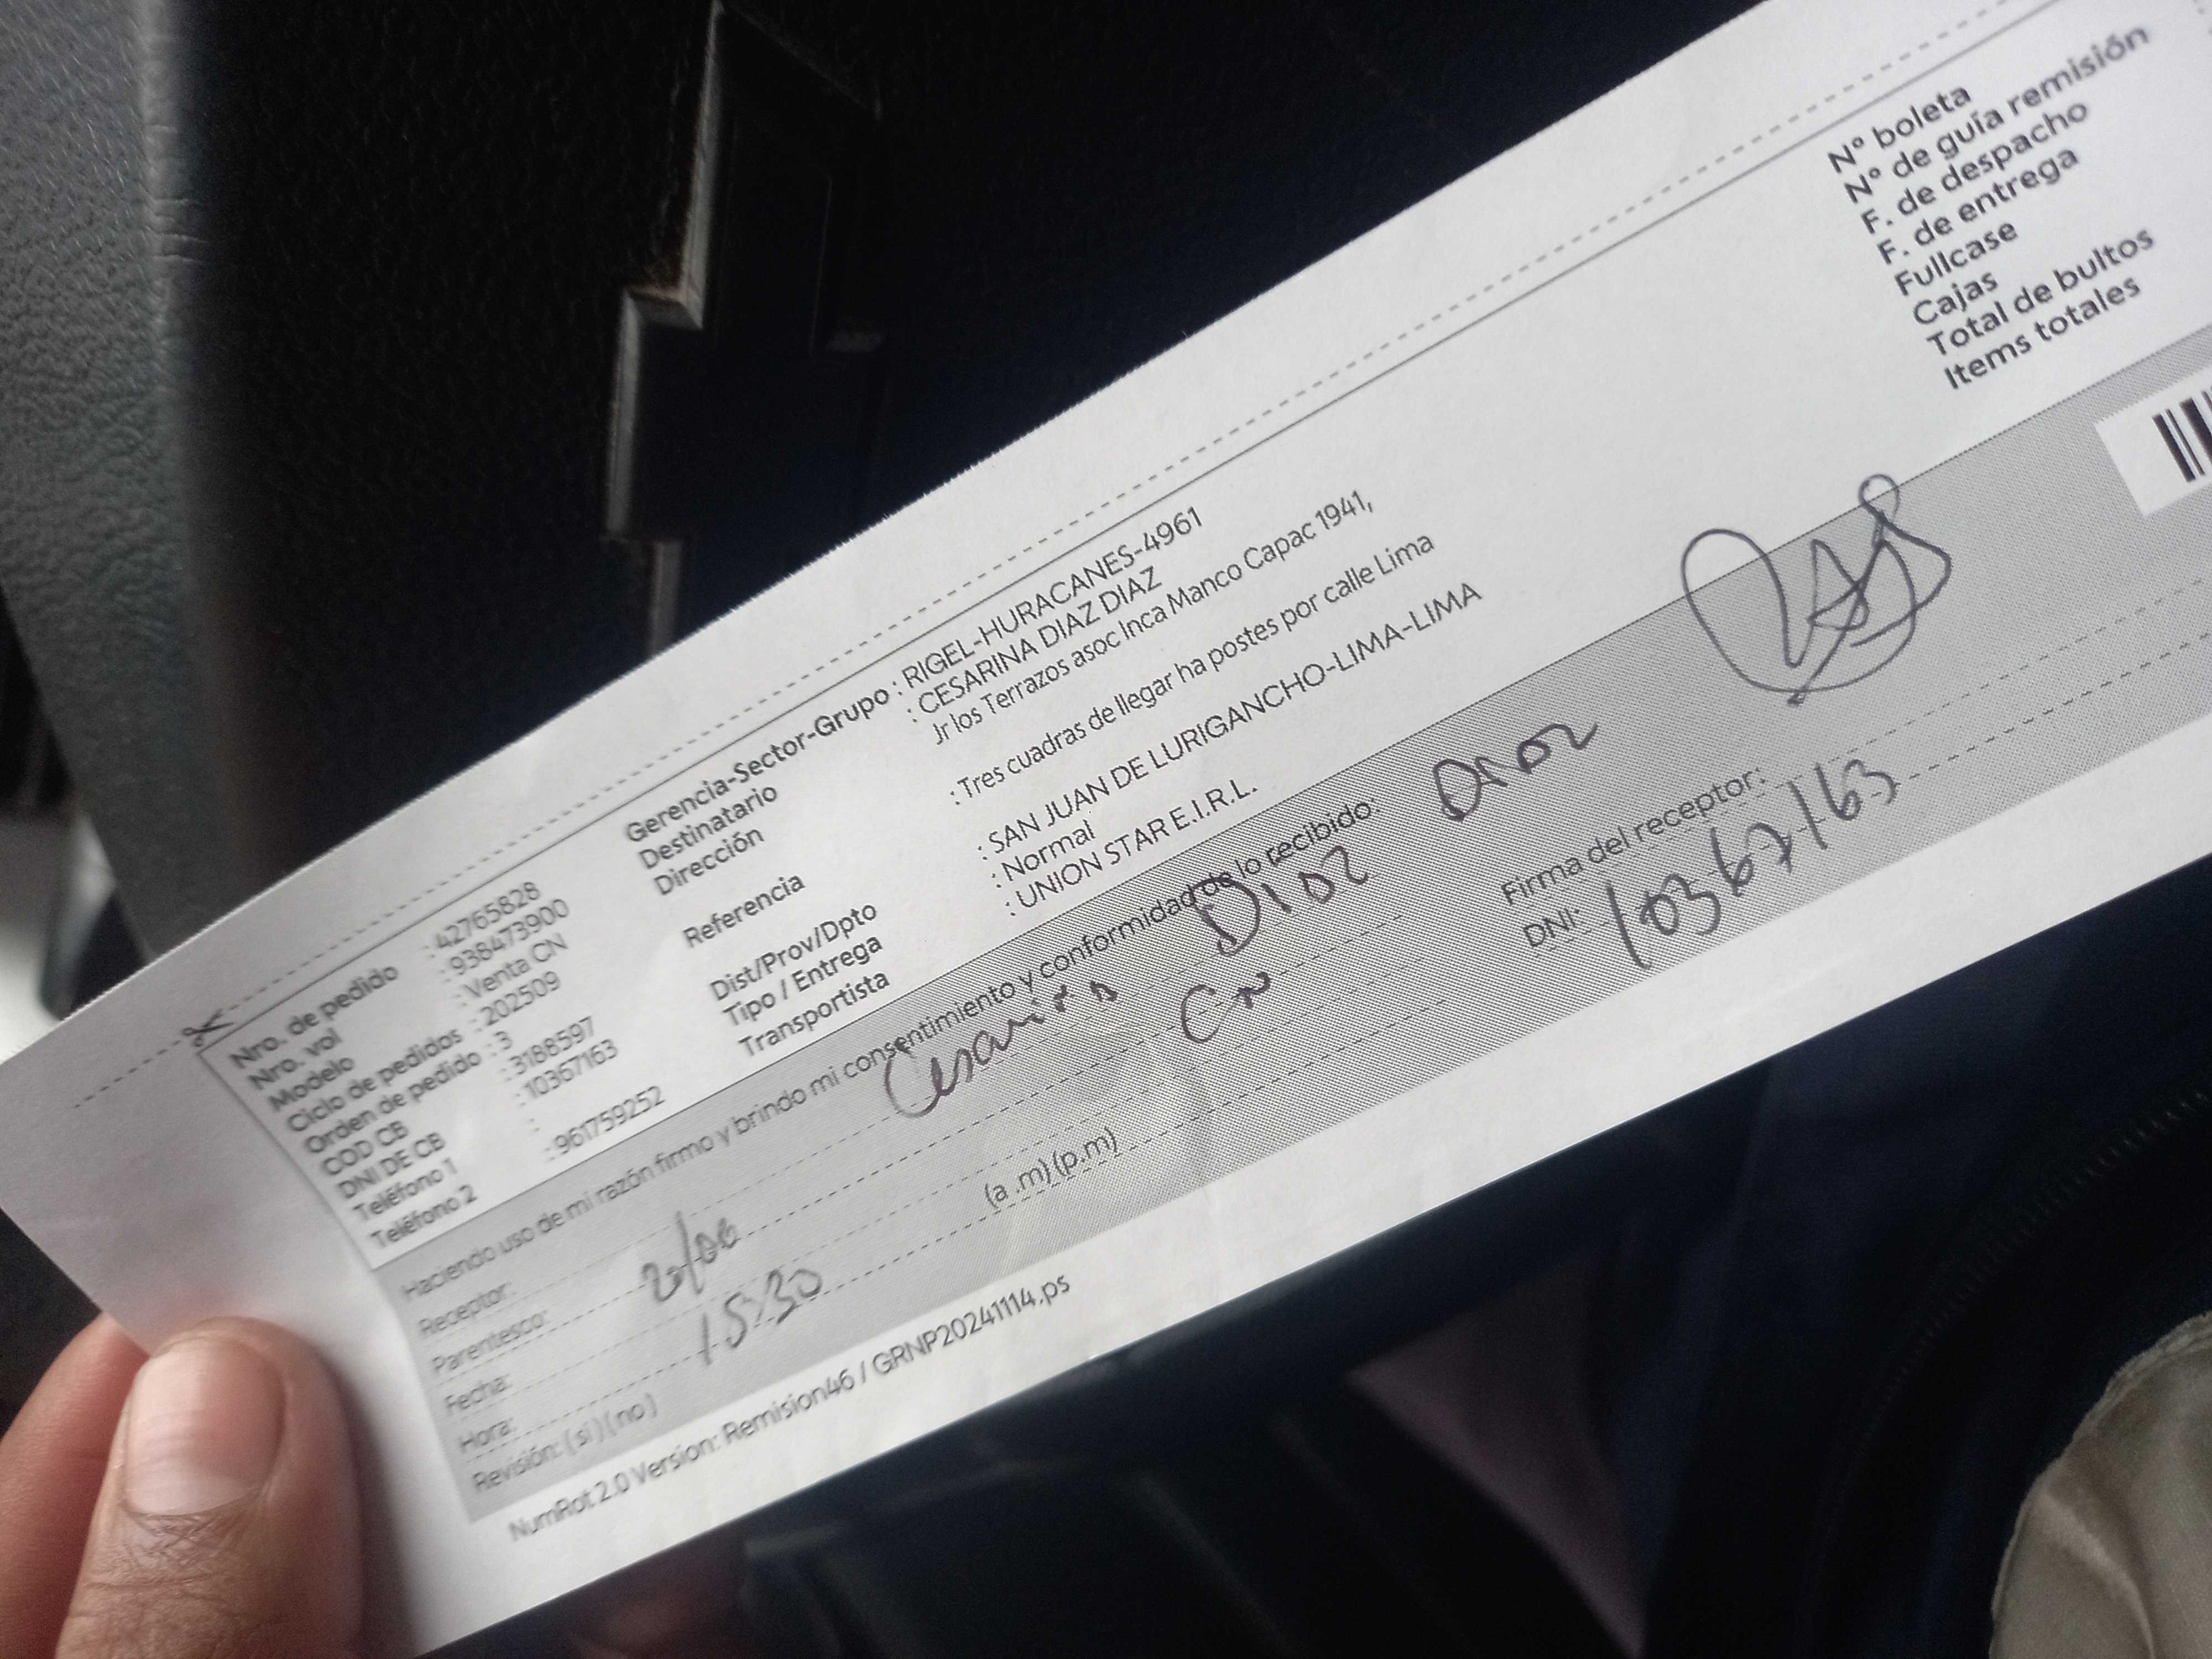 Nro. de pedido : 42765828
Nro. vol : 938473900
Modelo : Venta CN
Ciclo de pedidos : 202509
Orden de pedido : 3
COD CB : 3188597
DNI DE CB : 10367163
Teléfono 1 :
Teléfono 2 : 961759252
Gerencia-Sector-Grupo : RIGEL-HURACANES-4961
Destinatario : CESARINA DIAZ DIAZ
Dirección Jr los Terrazos asoc Inca Manco Capac 1941,
Referencia : Tres cuadras de llegar ha postes por calle Lima
Dist/Prov/Dpto : SAN JUAN DE LURIGANCHO-LIMA-LIMA
Tipo / Entrega : Normal
Transportista : UNION STAR E.I.R.L.
N° boleta
N° de guía remisión
F. de despacho
F. de entrega
Fullcase
Cajas
Total de bultos
Items totales
Haciendo uso de mi razón firmo y brindo mi consentimiento y conformidad de lo recibido
Receptor: Cesarina Diaz Diaz
Parentesco: CN
Fecha:
Hora: 15:30 (a .m) (p.m)
Revisión: (si) (no)
Firma del receptor:
DNI: 10367163
NumRot 2.0 Version: Remision46 / GRNP20241114.ps